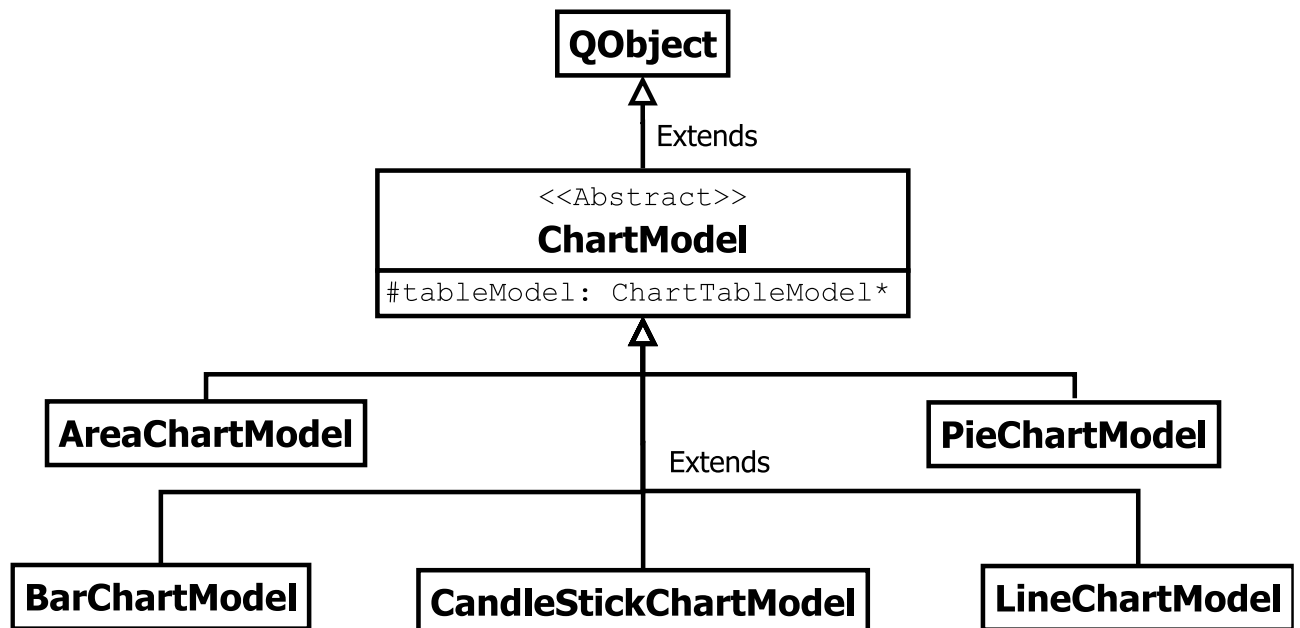 QObject
Extends
<<Abstract>>
ChartModel
#tableModel: ChartTableModel*
AreaChartModel
PieChartModel
Extends
BarChartModel
CandleStickChartModel
LineChartModel